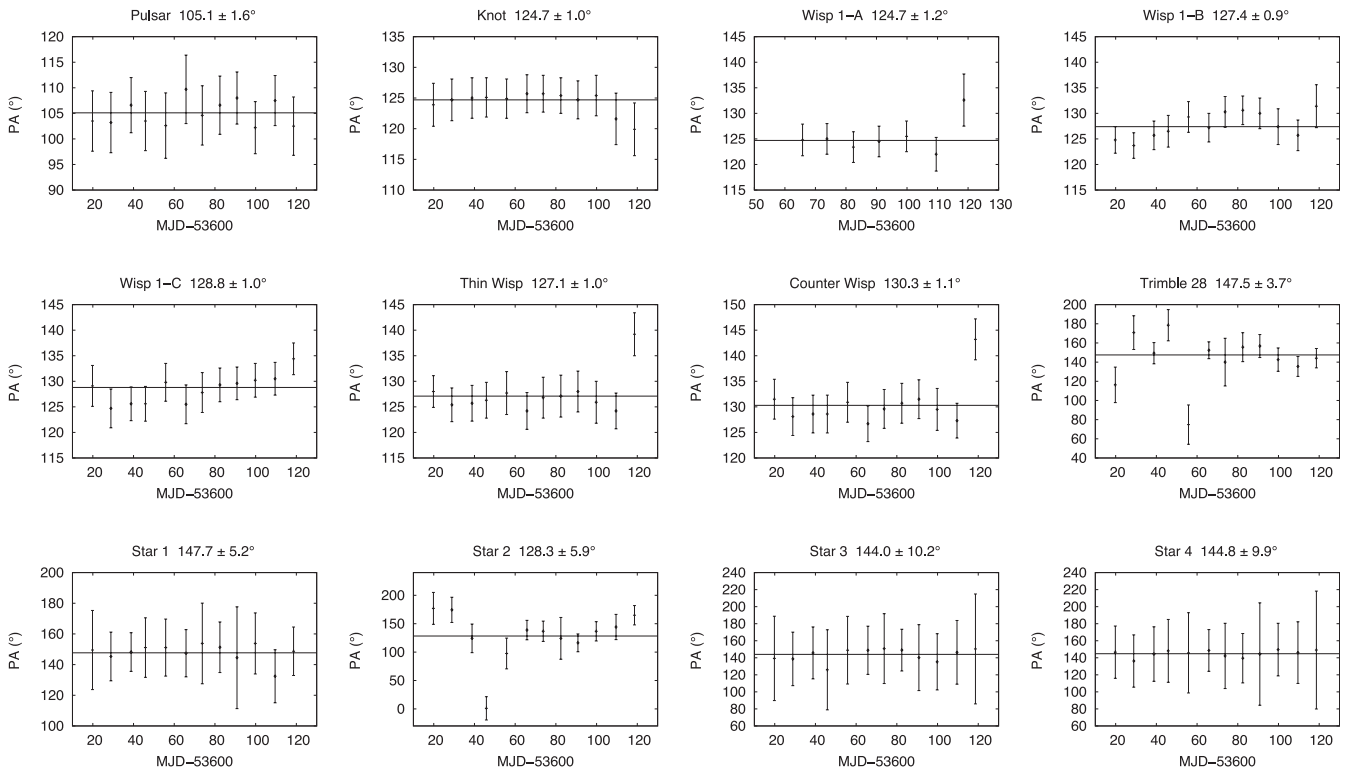 Pulsar 105.1 ± 1.6°
Knot 124.7 ± 1.0°
Wisp 1–A 124.7 ± 1.2°
Wisp 1–B 127.4 ± 0.9°
PA (°)
120
115
110
105
100
95
90
20 40 60 80 100 120
MJD–53600
PA (°)
135
130
125
120
115
110
20 40 60 80 100 120
MJD–53600
PA (°)
145
140
135
130
125
120
115
50 60 70 80 90 100 110 120 130
MJD–53600
PA (°)
145
140
135
130
125
120
115
20 40 60 80 100 120
MJD–53600
Wisp 1–C 128.8 ± 1.0°
Thin Wisp 127.1 ± 1.0°
Counter Wisp 130.3 ± 1.1°
Trimble 28 147.5 ± 3.7°
PA (°)
145
140
135
130
125
120
115
20 40 60 80 100 120
MJD–53600
PA (°)
145
140
135
130
125
120
115
20 40 60 80 100 120
MJD–53600
PA (°)
150
145
140
135
130
125
120
20 40 60 80 100 120
MJD–53600
PA (°)
200
180
160
140
120
100
80
60
40
20 40 60 80 100 120
MJD–53600
Star 1 147.7 ± 5.2°
Star 2 128.3 ± 5.9°
Star 3 144.0 ± 10.2°
Star 4 144.8 ± 9.9°
PA (°)
200
180
160
140
120
100
20 40 60 80 100 120
MJD–53600
PA (°)
200
150
100
50
0
20 40 60 80 100 120
MJD–53600
PA (°)
240
220
200
180
160
140
120
100
80
60
20 40 60 80 100 120
MJD–53600
PA (°)
240
220
200
180
160
140
120
100
80
60
20 40 60 80 100 120
MJD–53600